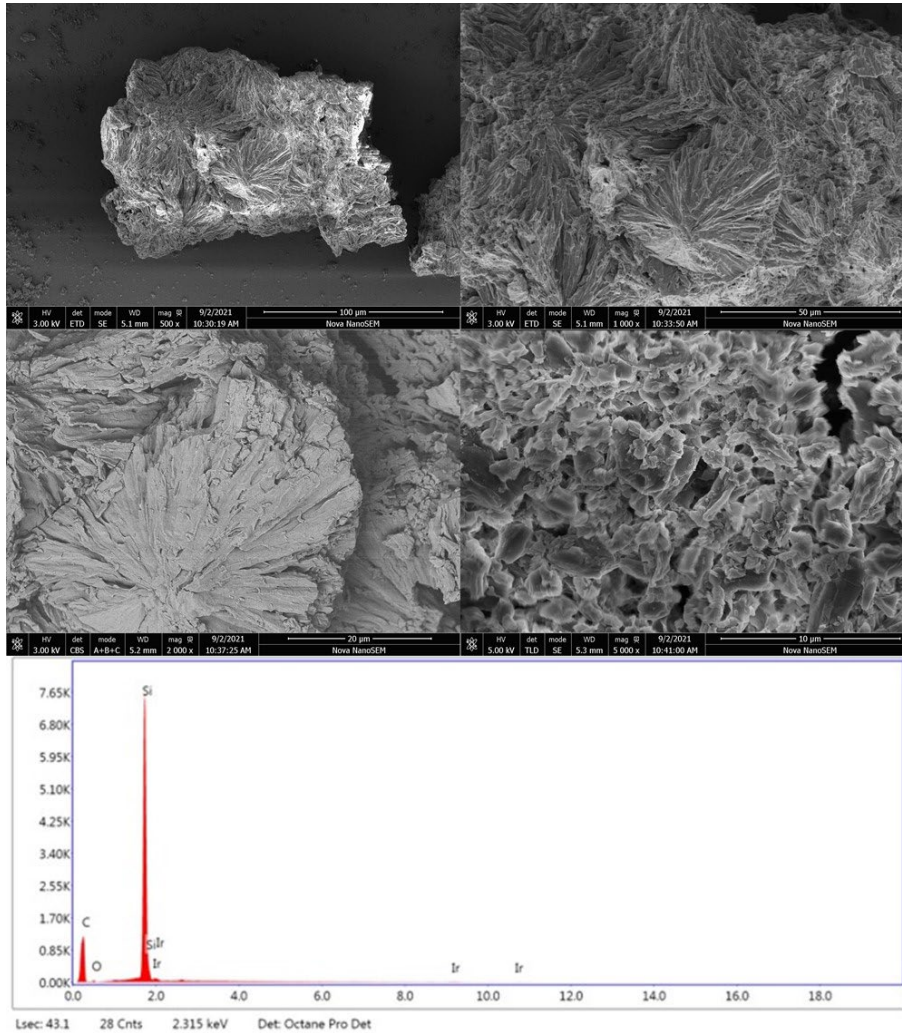 100 µm
HV det mode WD mag 9/2/2021
3.00 kV ETD SE 5.1 mm 500 x 10:30:19 AM Nova NanoSEM
50 µm
HV det mode WD mag 9/2/2021
3.00 kV ETD SE 5.1 mm 1 000 x 10:33:50 AM Nova NanoSEM
20 µm
HV det mode WD mag 9/2/2021
3.00 kV CBS A+B+C 5.2 mm 2 000 x 10:37:25 AM Nova NanoSEM
10 µm
HV det mode WD mag 9/2/2021
5.00 kV TLD SE 5.3 mm 5 000 x 10:41:00 AM Nova NanoSEM
7.65K
Si
6.80K
5.95K
5.10K
4.25K
3.40K
2.55K
1.70K
C
0.85K
Si Ir
O
Ir
Ir
Ir
0.00K
0.0 2.0 4.0 6.0 8.0 10.0 12.0 14.0 16.0 18.0
Lsec: 43.1 28 Cnts 2.315 keV Det: Octane Pro Det